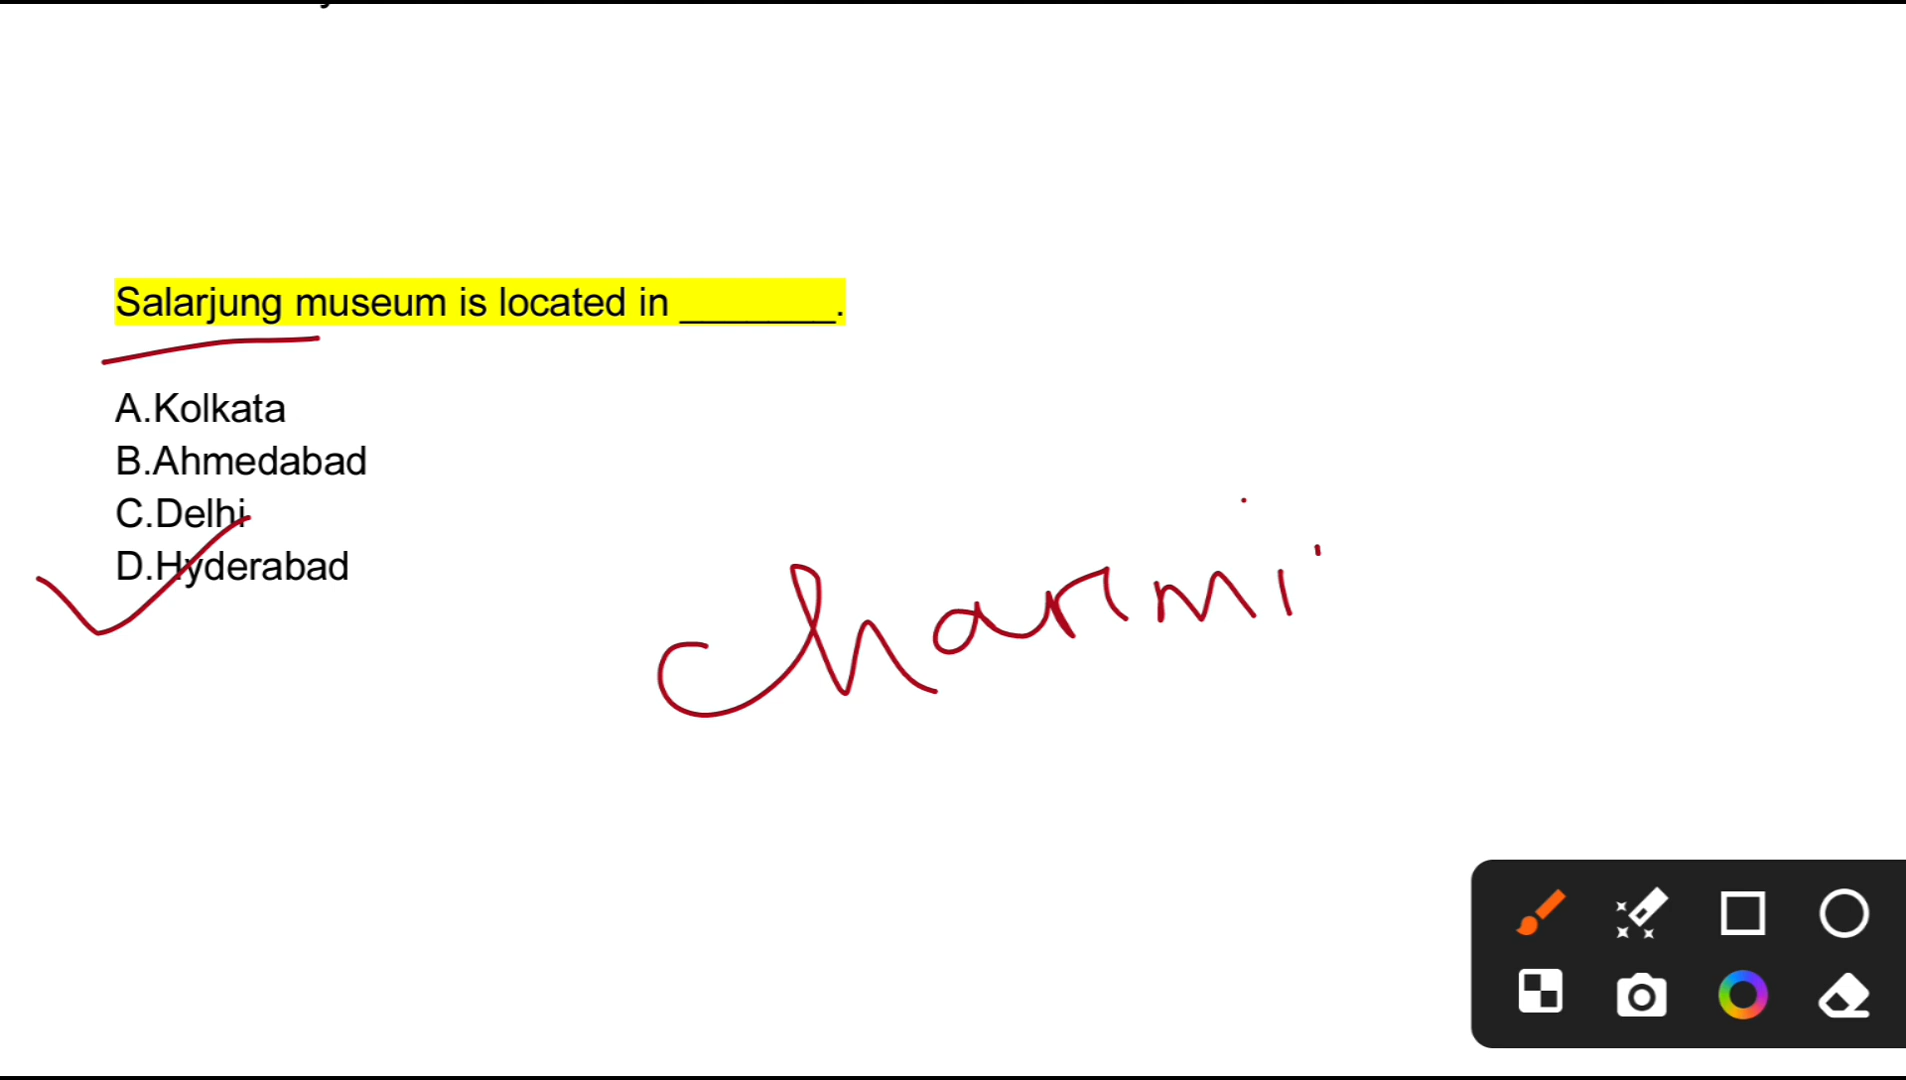 Salarjung museum is located in _______.
A.Kolkata
B.Ahmedabad
C.Delhi
D.Hyderabad
charmi